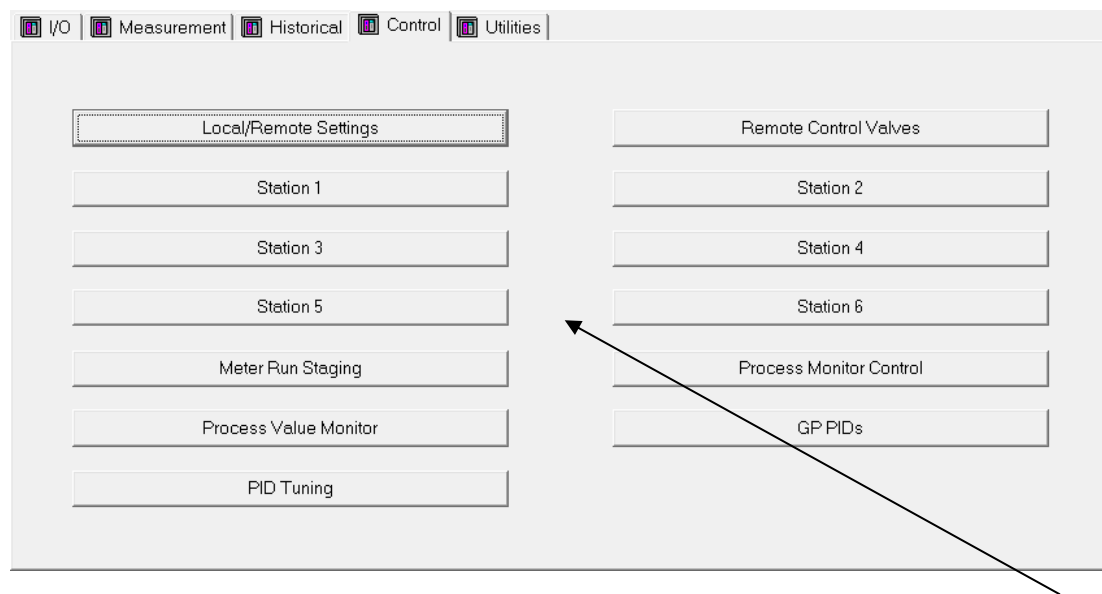 I/O Measurement Historical Control Utilities
Local/Remote Settings Remote Control Valves
Station 1 Station 2
Station 3 Station 4
Station 5 Station 6
Meter Run Staging Process Monitor Control
Process Value Monitor GP PIDs
PID Tuning